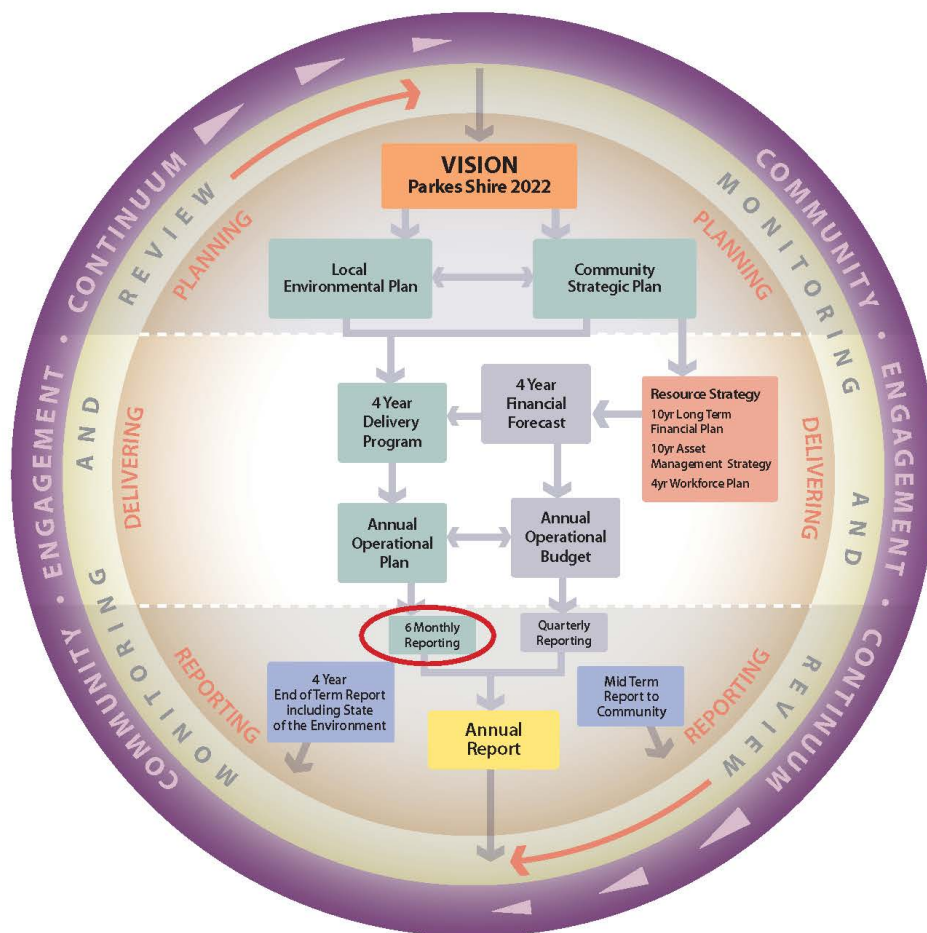 COMMUNITY • ENGAGEMENT • CONTINUUM
COMMUNITY • ENGAGEMENT • CONTINUUM
MONITORING AND REVIEW
MONITORING AND REVIEW
PLANNING
PLANNING
VISION
Parkes Shire 2022
Local
Environmental Plan
Community
Strategic Plan
DELIVERING
DELIVERING
4 Year
Delivery
Program
4 Year
Financial
Forecast
Resource Strategy
10yr Long Term
Financial Plan
10yr Asset
Management Strategy
4yr Workforce Plan
Annual
Operational
Plan
Annual
Operational
Budget
REPORTING
REPORTING
6 Monthly
Reporting
Quarterly
Reporting
4 Year
End of Term Report
including State
of the Environment
Mid Term
Report to
Community
Annual
Report